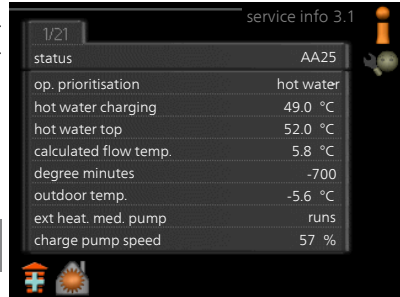 service info 3.1
1/21
status AA25
op. prioritisation hot water
hot water charging 49.0 °C
hot water top 52.0 °C
calculated flow temp. 5.8 °C
degree minutes -700
outdoor temp. -5.6 °C
ext heat. med. pump runs
charge pump speed 57 %